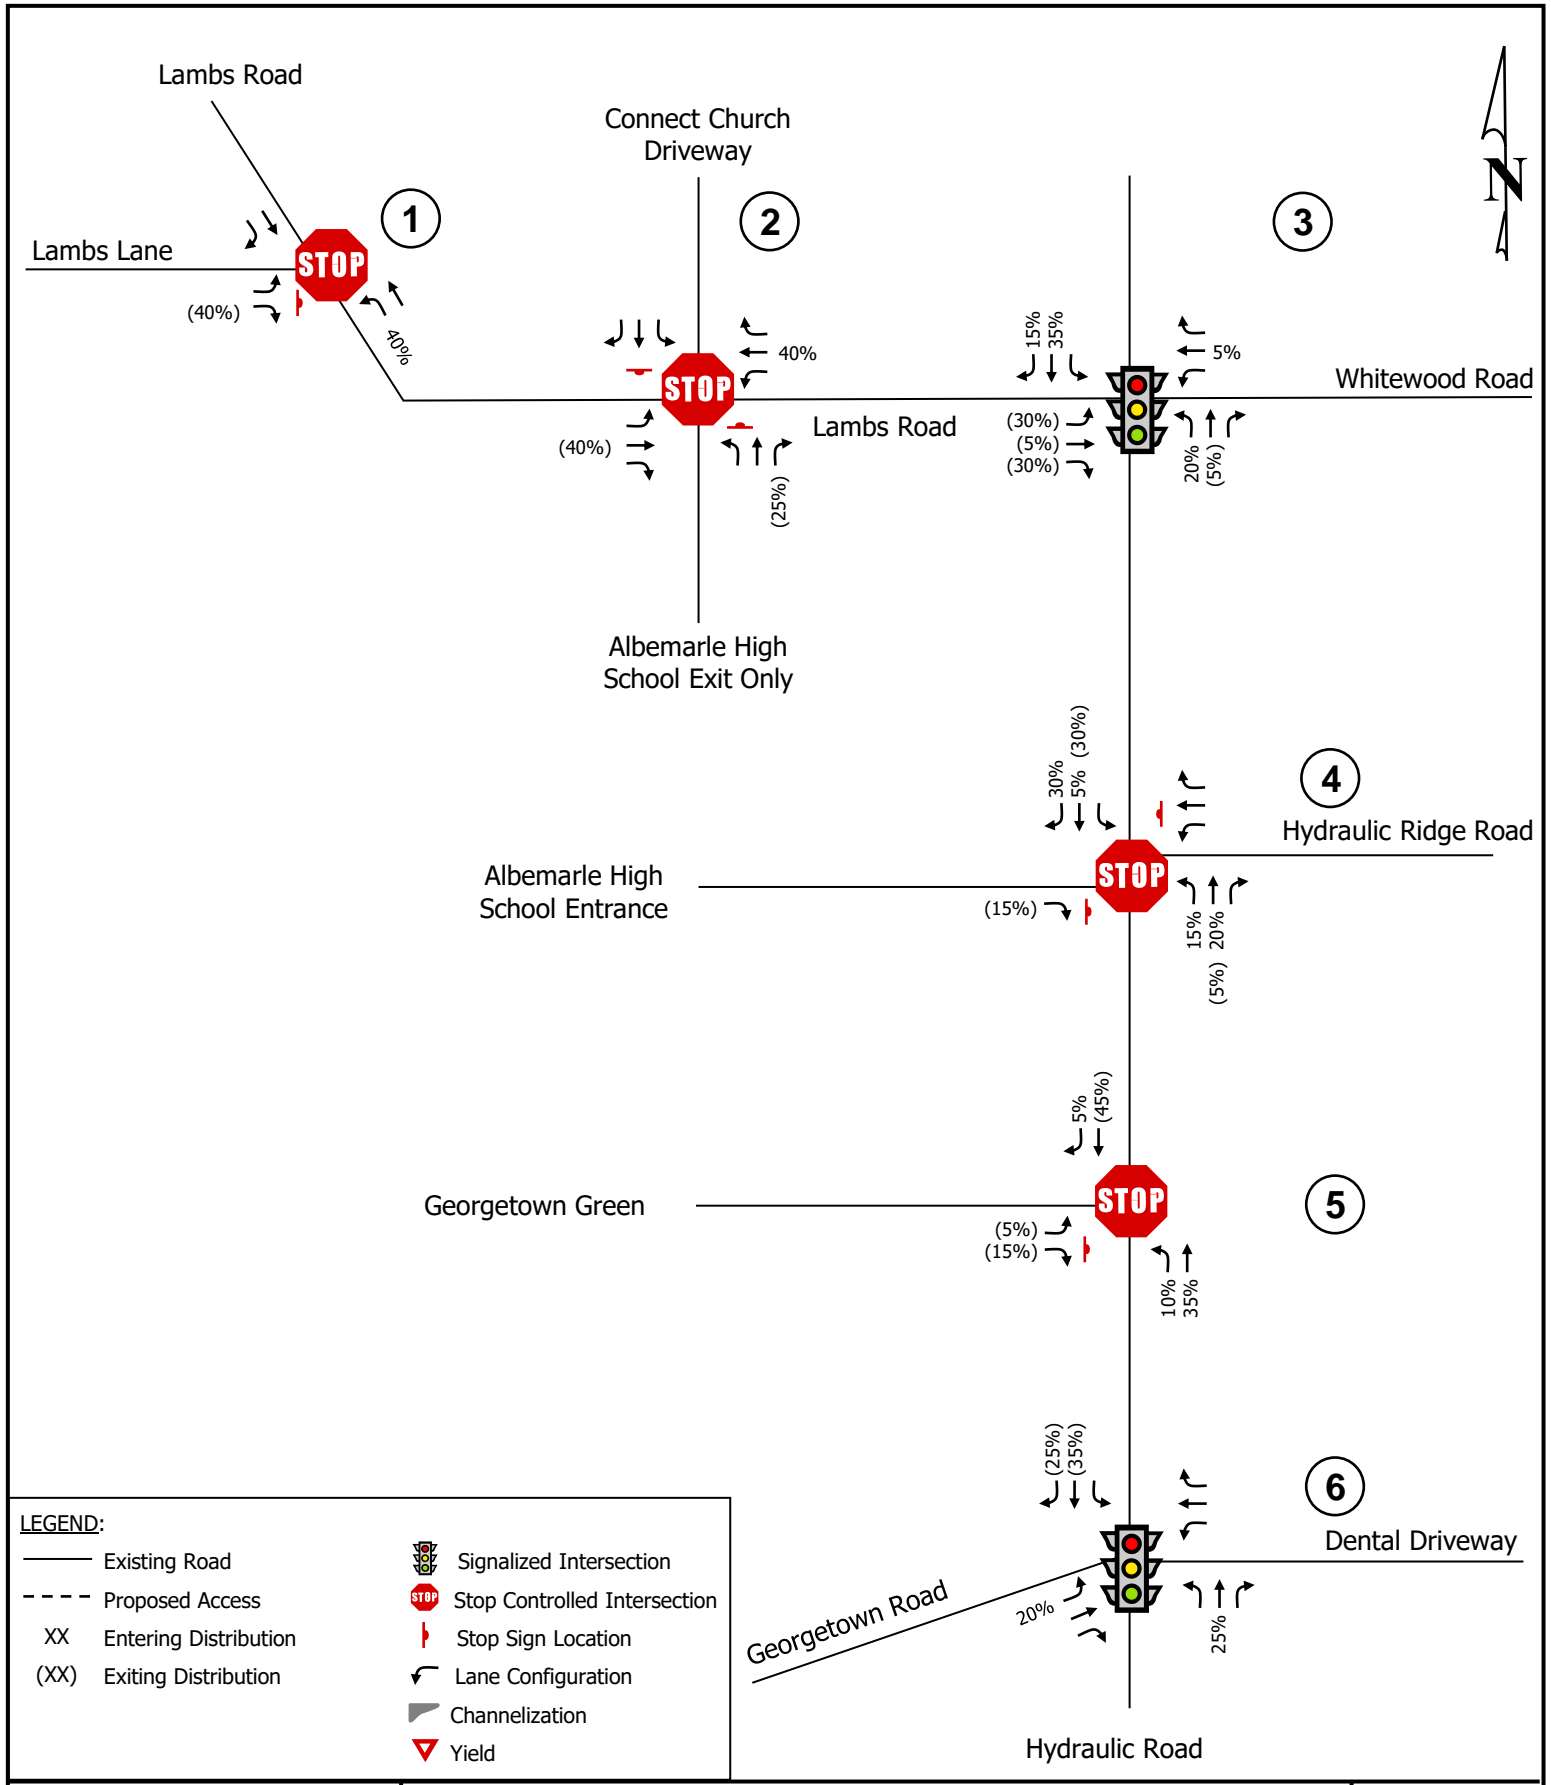 Lambs Road
Connect Church
Driveway
N
1
2
3
Lambs Lane
STOP
(40%)
40%
40%
STOP
(40%)
(25%)
Lambs Road
15%
35%
5%
Whitewood Road
(30%)
(5%)
(30%)
20%
(5%)
Albemarle High
School Exit Only
30%
5% (30%)
4
Hydraulic Ridge Road
Albemarle High
School Entrance
STOP
(15%)
15%
(5%) 20%
5%
(45%)
Georgetown Green
STOP
5
(5%)
(15%)
10%
35%
(25%)
(35%)
6
Dental Driveway
Georgetown Road
20%
25%
Hydraulic Road
LEGEND:
Existing Road
Proposed Access
XX Entering Distribution
(XX) Exiting Distribution
Signalized Intersection
STOP Stop Controlled Intersection
Stop Sign Location
Lane Configuration
Channelization
Yield